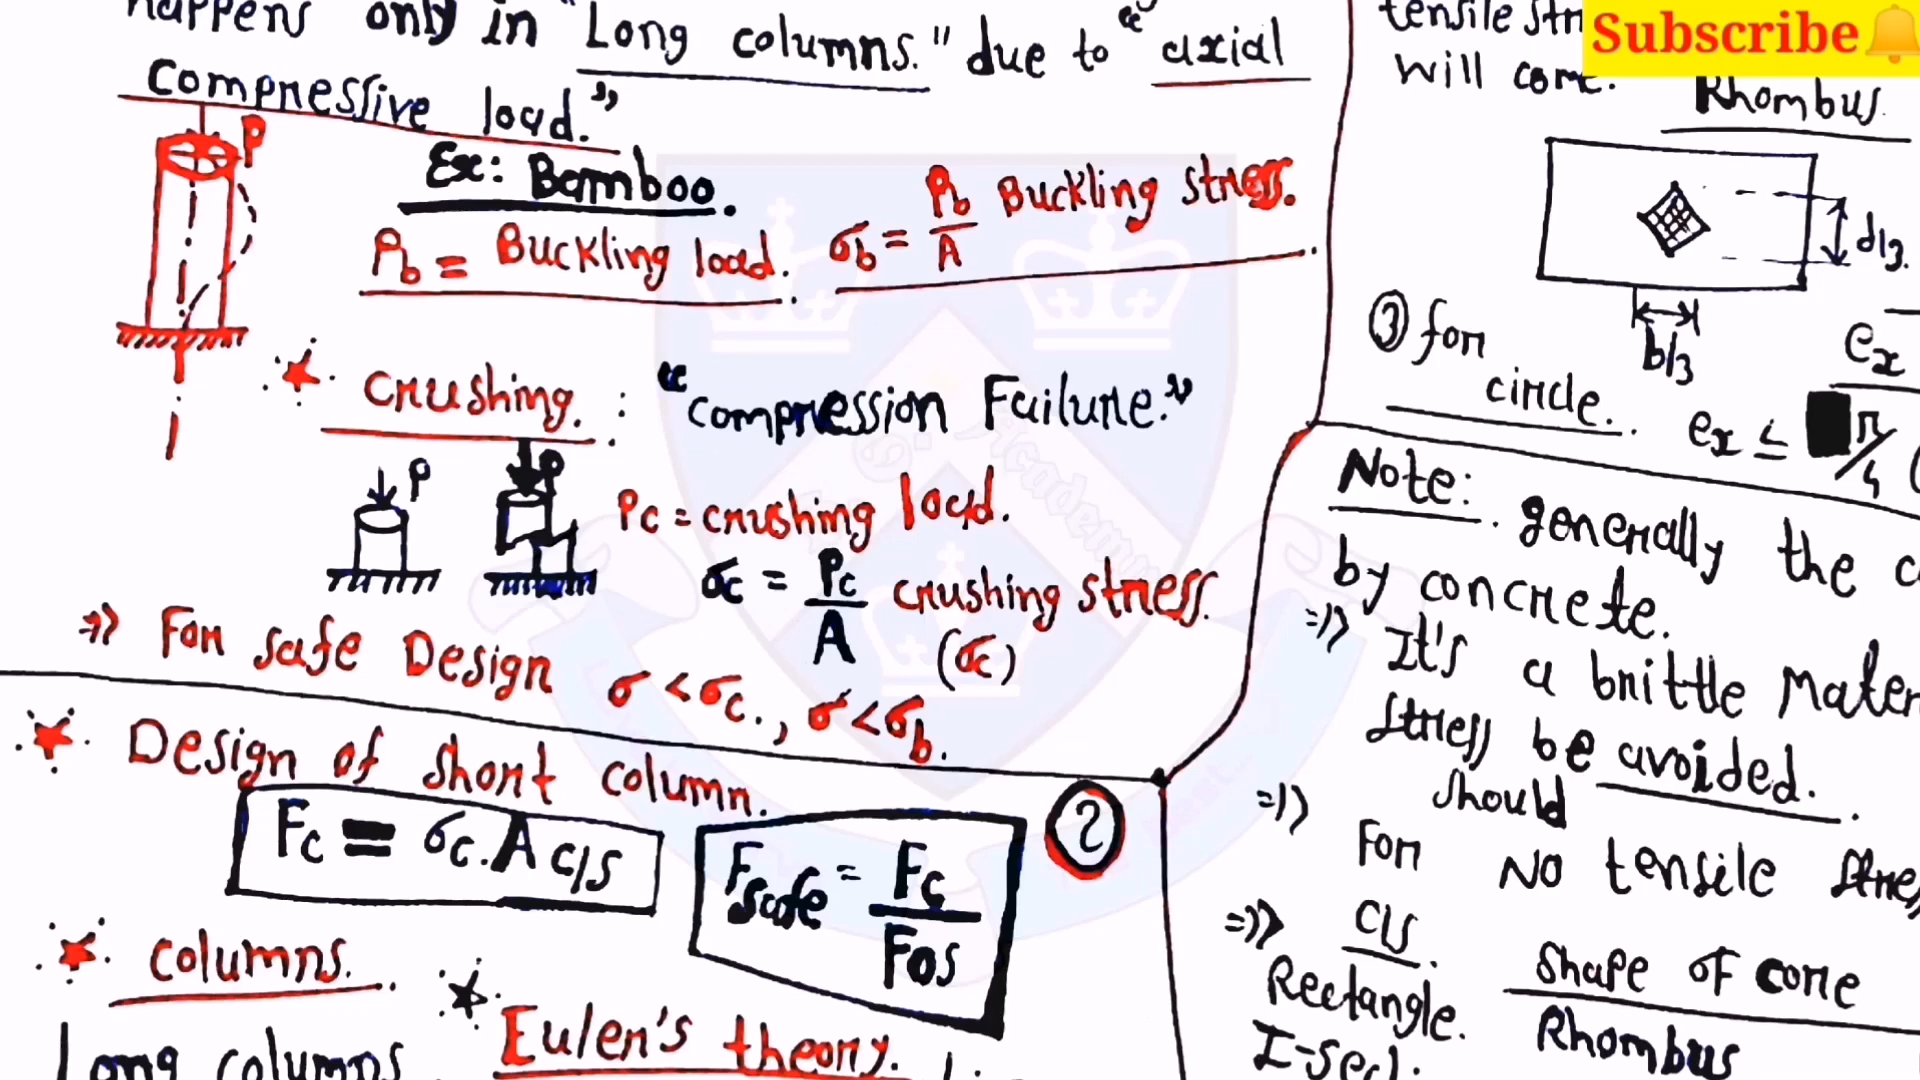 happens only in "Long columns." due to "axial
compressive load."
P
Ex: Bamboo.
Pb = Buckling load. σb = Pb/A Buckling stress.
Crushing. : "compression Failure."
P
P
Pc = crushing load.
σc = Pc/A crushing stress.
(σc)
=>> For safe Design σ < σc., σ < σb.
Design of short column.
Fc = σc. A c/s
Fsafe = Fc/FOS
2
columns.
Euler's theory.
Long columns
tensile
will come.
Subscribe
Rhombus.
d/3.
b/3
ex
③ for
circle.
ex ≤ π/4
Note: generally the
by concrete.
=>> It's a brittle
stress be avoided.
should
=>> For NO tensile
=>> c/s
Shape of core
Rectangle.
Rhombus
I-sec